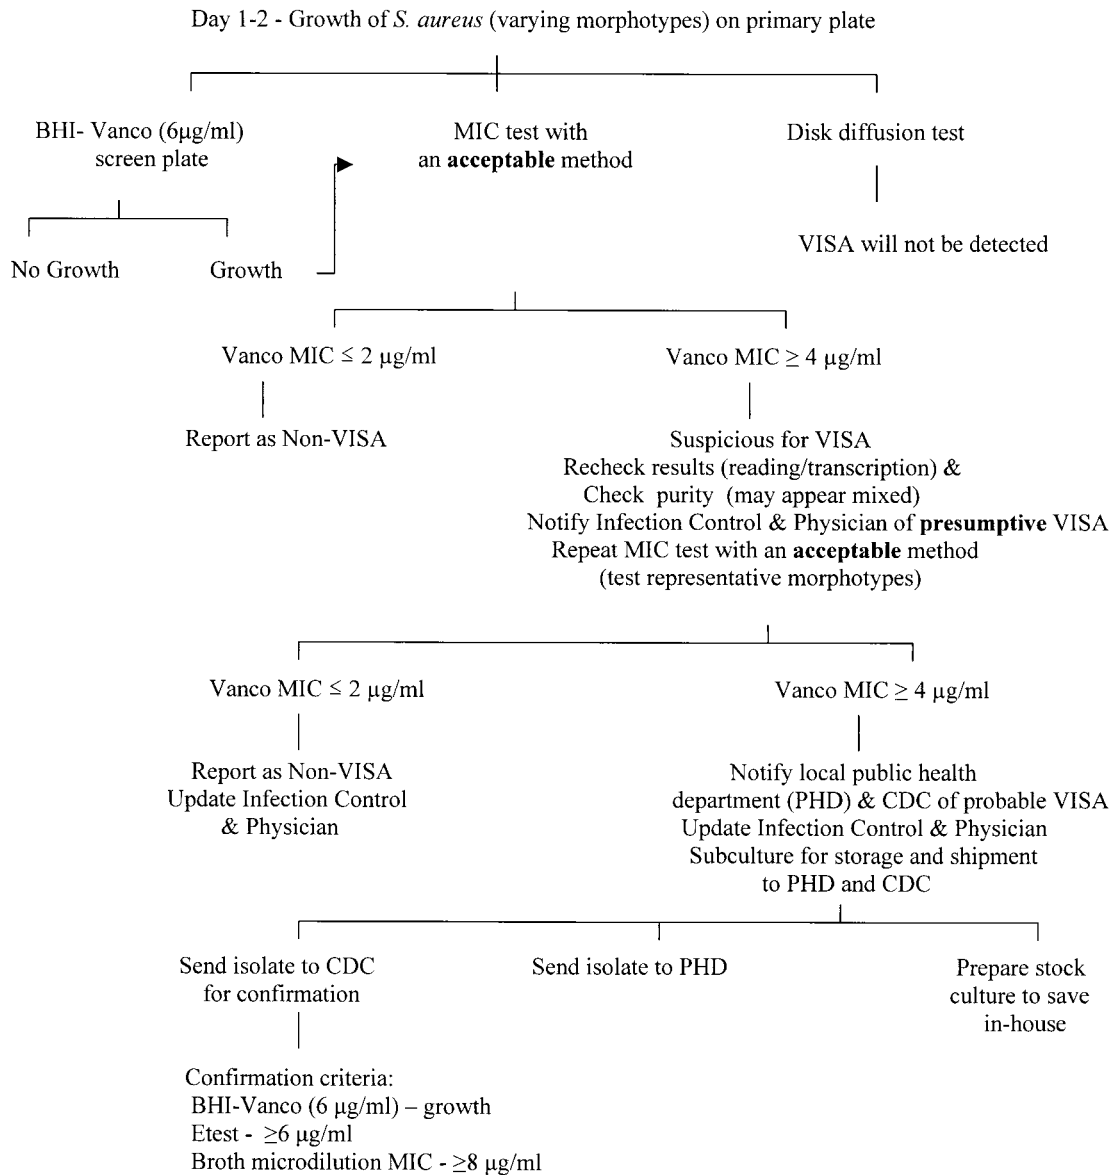 Day 1-2 - Growth of S. aureus (varying morphotypes) on primary plate
BHI- Vanco (6μg/ml)
screen plate
MIC test with
an acceptable method
Disk diffusion test
No Growth
Growth
VISA will not be detected
Vanco MIC ≤ 2 μg/ml
Vanco MIC ≥ 4 μg/ml
Report as Non-VISA
Suspicious for VISA
Recheck results (reading/transcription) &
Check purity (may appear mixed)
Notify Infection Control & Physician of presumptive VISA
Repeat MIC test with an acceptable method
(test representative morphotypes)
Vanco MIC ≤ 2 μg/ml
Vanco MIC ≥ 4 μg/ml
Report as Non-VISA
Update Infection Control
& Physician
Notify local public health
department (PHD) & CDC of probable VISA
Update Infection Control & Physician
Subculture for storage and shipment
to PHD and CDC
Send isolate to CDC
for confirmation
Send isolate to PHD
Prepare stock
culture to save
in-house
Confirmation criteria:
BHI-Vanco (6 μg/ml) – growth
Etest - ≥6 μg/ml
Broth microdilution MIC - ≥8 μg/ml